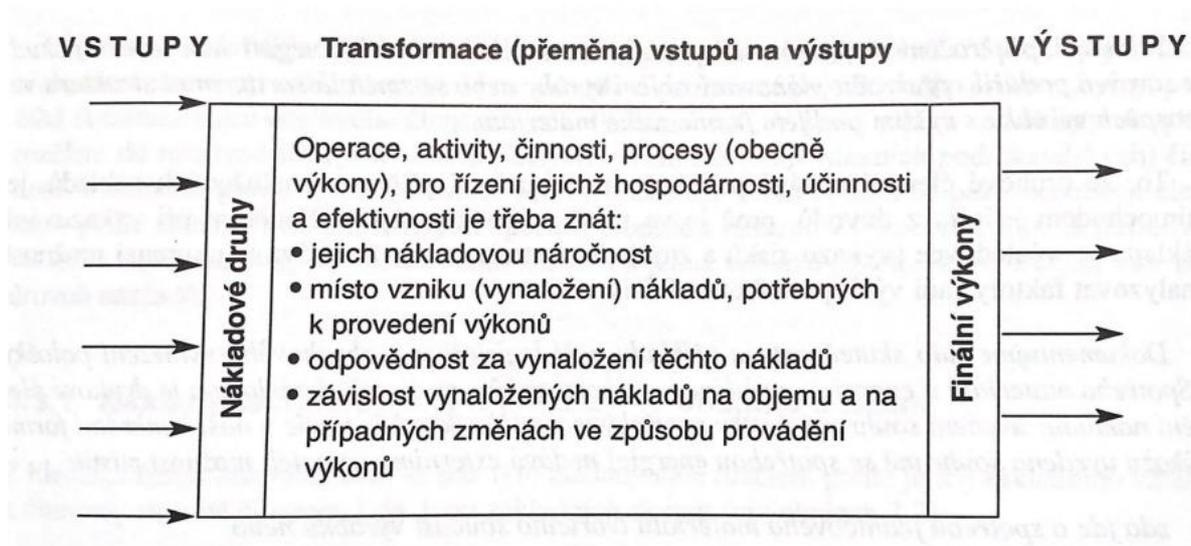 VSTUPY
Transformace (přeměna) vstupů na výstupy
VÝSTUPY
Nákladové druhy
Operace, aktivity, činnosti, procesy (obecně
výkony), pro řízení jejichž hospodárnosti, účinnosti
a efektivnosti je třeba znát:
• jejich nákladovou náročnost
• místo vzniku (vynaložení) nákladů, potřebných
k provedení výkonů
• odpovědnost za vynaložení těchto nákladů
• závislost vynaložených nákladů na objemu a na
případných změnách ve způsobu provádění
výkonů
Finální výkony